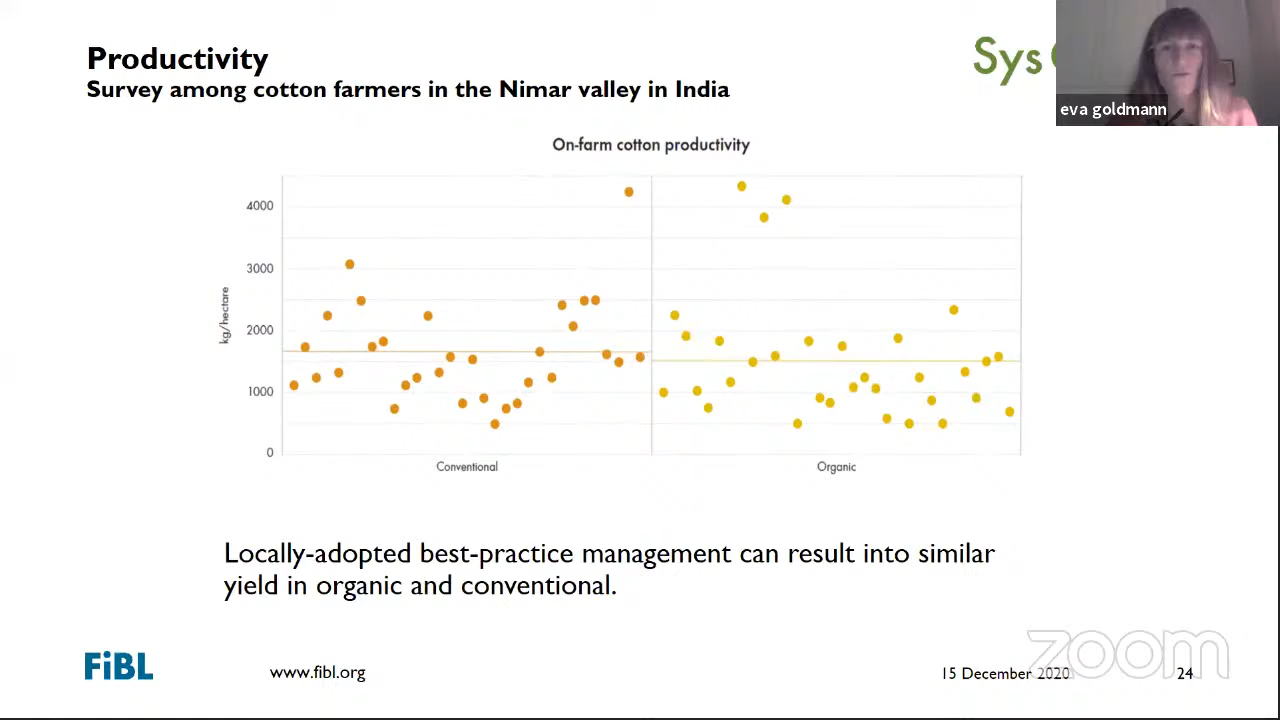 Productivity
Survey among cotton farmers in the Nimar valley in India
Sys
eva goldmann
On-farm cotton productivity
kg/hectare
4000
3000
2000
1000
0
Conventional
Organic
Locally-adopted best-practice management can result into similar
yield in organic and conventional.
FiBL
www.fibl.org
15 December 2020
24
zoom